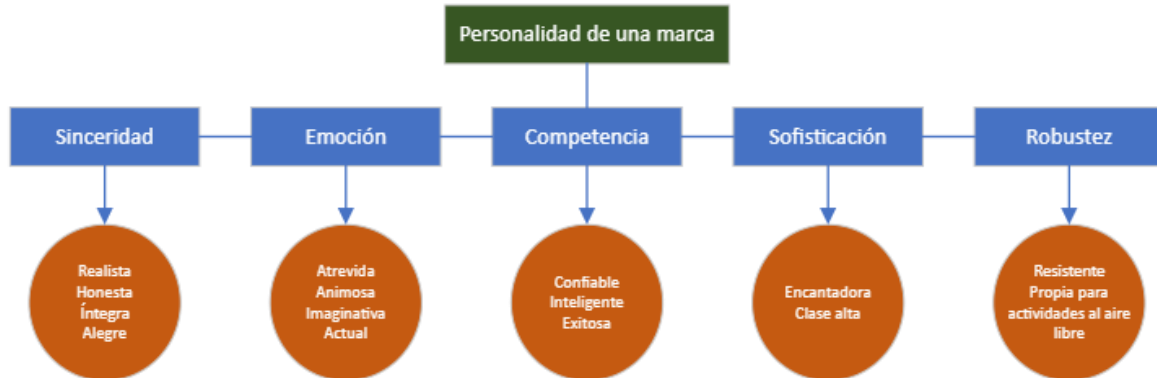 Personalidad de una marca
Sinceridad
Emoción
Competencia
Sofisticación
Robustez
Realista
Honesta
Íntegra
Alegre
Atrevida
Animosa
Imaginativa
Actual
Confiable
Inteligente
Exitosa
Encantadora
Clase alta
Resistente
Propia para
actividades al aire
libre